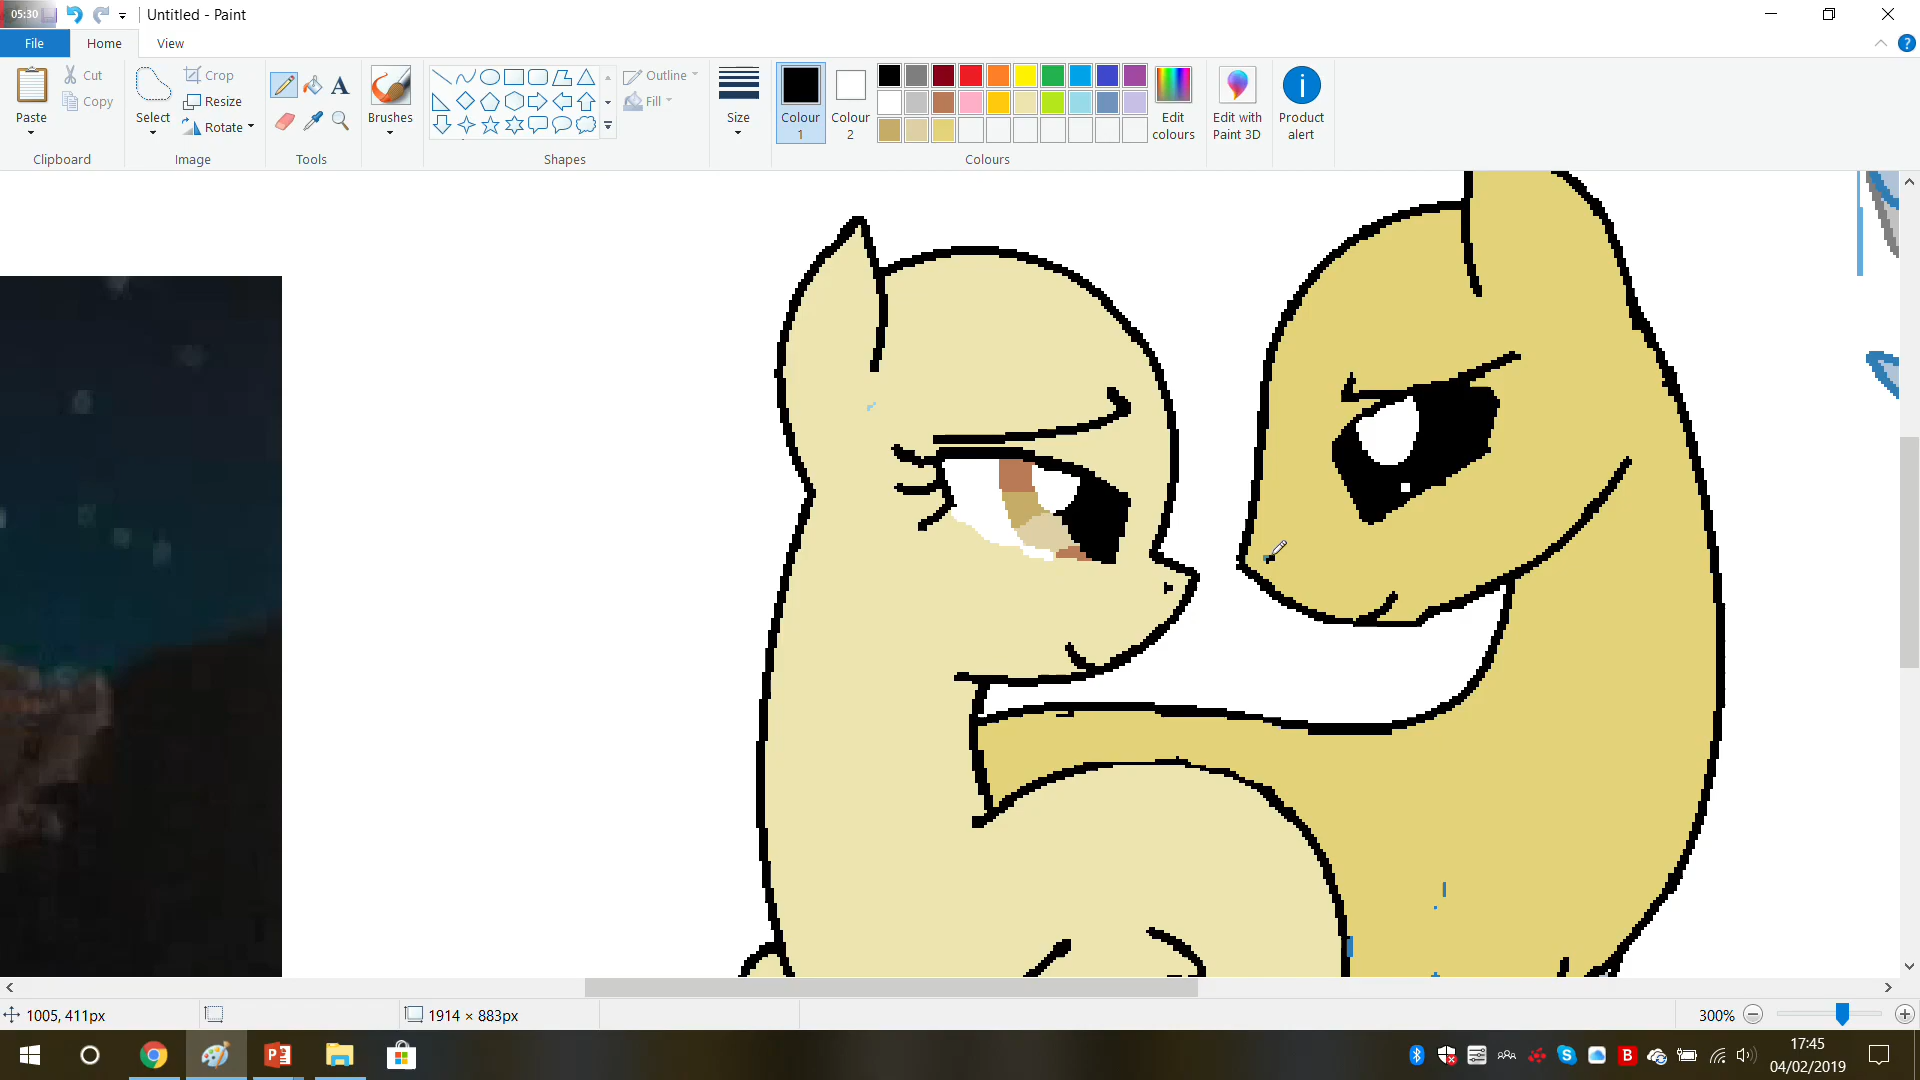 05:30
Untitled - Paint
File Home View
Paste
Cut
Copy
Clipboard
Select
Crop
Resize
Rotate
Image
A
Tools
Brushes
Outline
Fill
Shapes
Size
Colour 1
Colour 2
Edit colours
Colours
Edit with Paint 3D
Product alert
1005, 411px
1914 × 883px
300%
17:45
04/02/2019